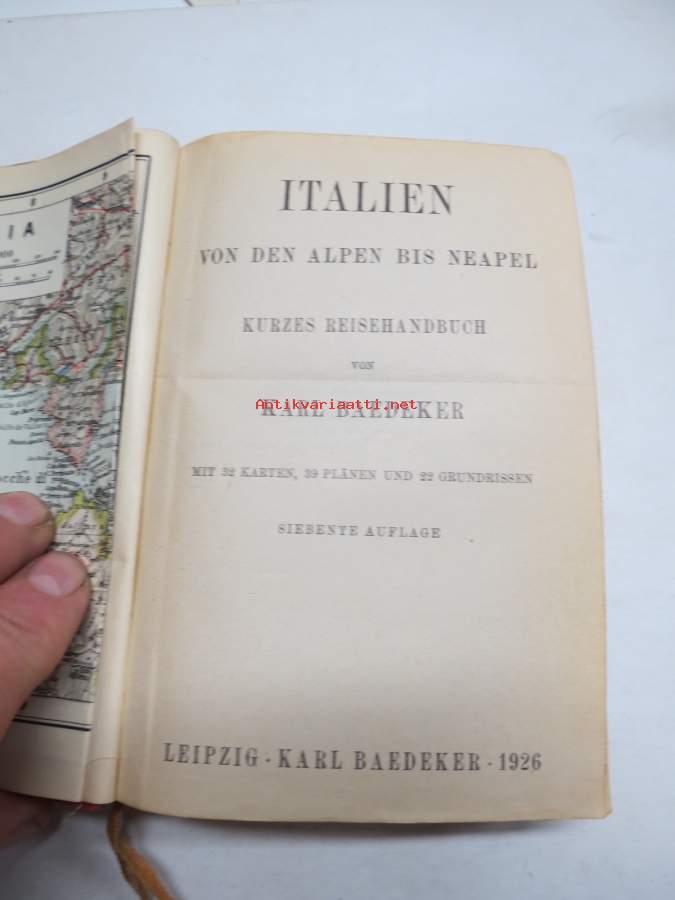 ITALIEN
VON DEN ALPEN BIS NEAPEL
KURZES REISEHANDBUCH
VON
KARL BAEDEKER
Antikvariaatti.net
MIT 32 KARTEN, 39 PLÄNEN UND 22 GRUNDRISSEN
SIEBENTE AUFLAGE
LEIPZIG · KARL BAEDEKER · 1926
IA